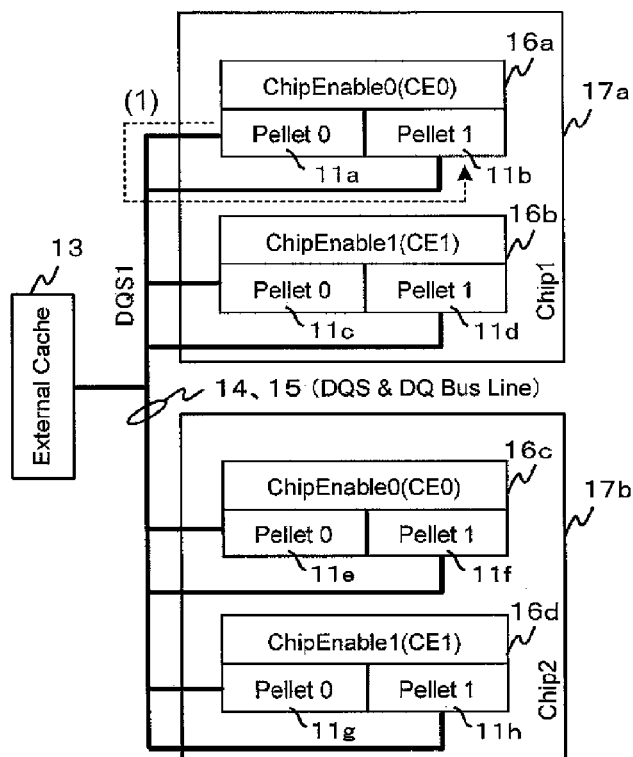 16a
ChipEnable0(CE0)
17a
(1)
Pellet 0
Pellet 1
11a
11b
16b
ChipEnable1(CE1)
13
DQS1
Pellet 0
Pellet 1
Chip1
11c
11d
External Cache
14、15 (DQS & DQ Bus Line)
16c
ChipEnable0(CE0)
17b
Pellet 0
Pellet 1
11e
11f
16d
ChipEnable1(CE1)
Pellet 0
Pellet 1
Chip2
11g
11h